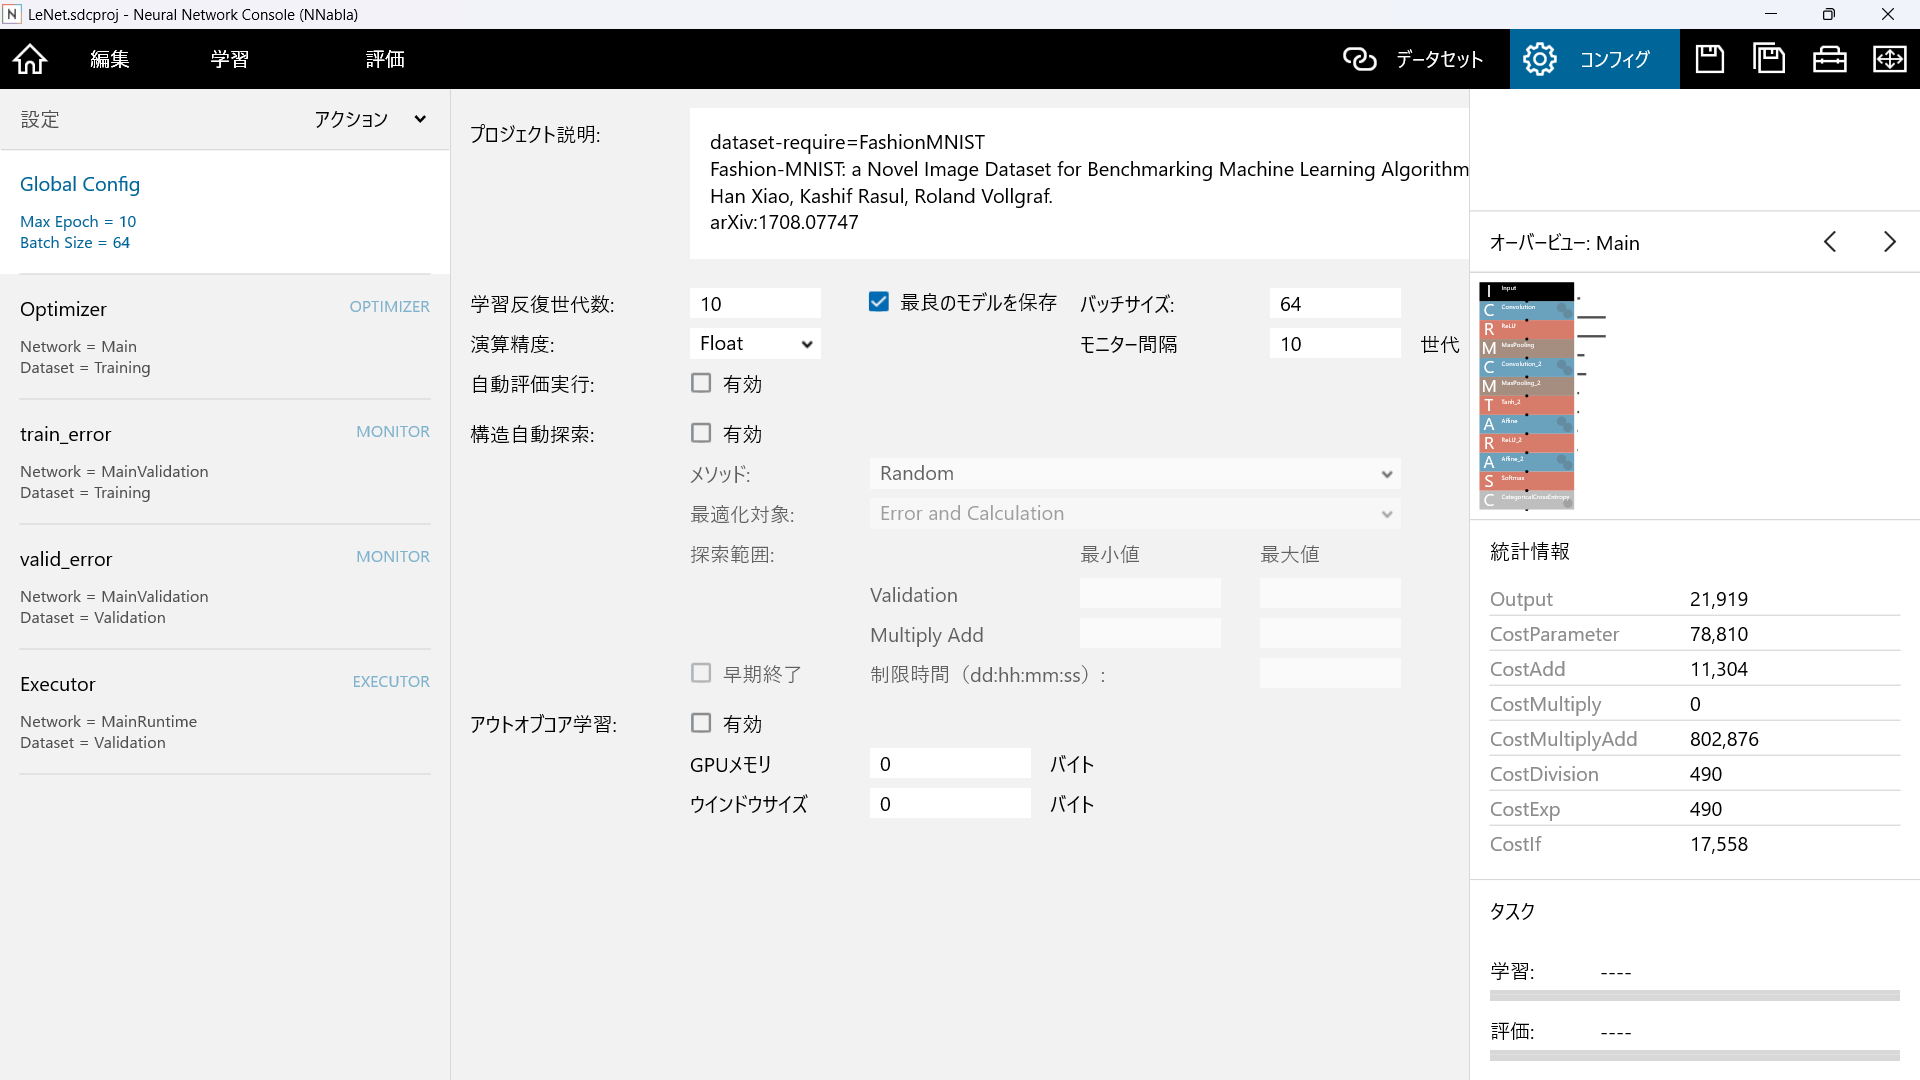 LeNet.sdcproj - Neural Network Console (NNabla)
編集
学習
評価
データセット
コンフィグ
設定
アクション
Global Config
Max Epoch = 10
Batch Size = 64
Optimizer
OPTIMIZER
Network = Main
Dataset = Training
train_error
MONITOR
Network = MainValidation
Dataset = Training
valid_error
MONITOR
Network = MainValidation
Dataset = Validation
Executor
EXECUTOR
Network = MainRuntime
Dataset = Validation
プロジェクト説明:
dataset-require=FashionMNIST
Fashion-MNIST: a Novel Image Dataset for Benchmarking Machine Learning Algorithm
Han Xiao, Kashif Rasul, Roland Vollgraf.
arXiv:1708.07747
学習反復世代数:
10
最良のモデルを保存
バッチサイズ:
64
演算精度:
Float
モニター間隔
10
世代
自動評価実行:
有効
構造自動探索:
有効
メソッド:
Random
最適化対象:
Error and Calculation
探索範囲:
最小値
最大値
Validation
Multiply Add
早期終了
制限時間（dd:hh:mm:ss）:
アウトオブコア学習:
有効
GPUメモリ
0
バイト
ウインドウサイズ
0
バイト
オーバービュー: Main
I Input
C Convolution
R ReLU
M MaxPooling
C Convolution_2
M MaxPooling_2
T Tanh_2
A Affine
R ReLU_2
A Affine_2
S Softmax
C CategoricalCrossEntropy
統計情報
Output 21,919
CostParameter 78,810
CostAdd 11,304
CostMultiply 0
CostMultiplyAdd 802,876
CostDivision 490
CostExp 490
CostIf 17,558
タスク
学習: ----
評価: ----